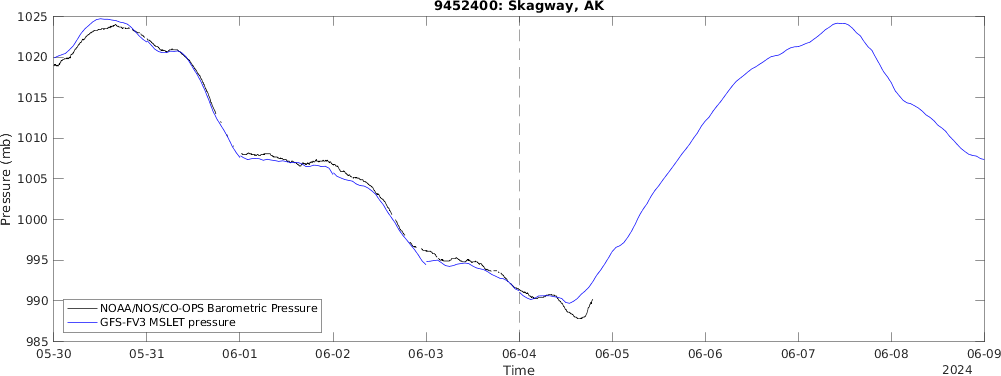 9452400: Skagway, AK
Pressure (mb)
1025
1020
1015
1010
1005
1000
995
990
985
NOAA/NOS/CO-OPS Barometric Pressure
GFS-FV3 MSLET pressure
05-30 05-31 06-01 06-02 06-03 06-04 06-05 06-06 06-07 06-08 06-09
Time
2024